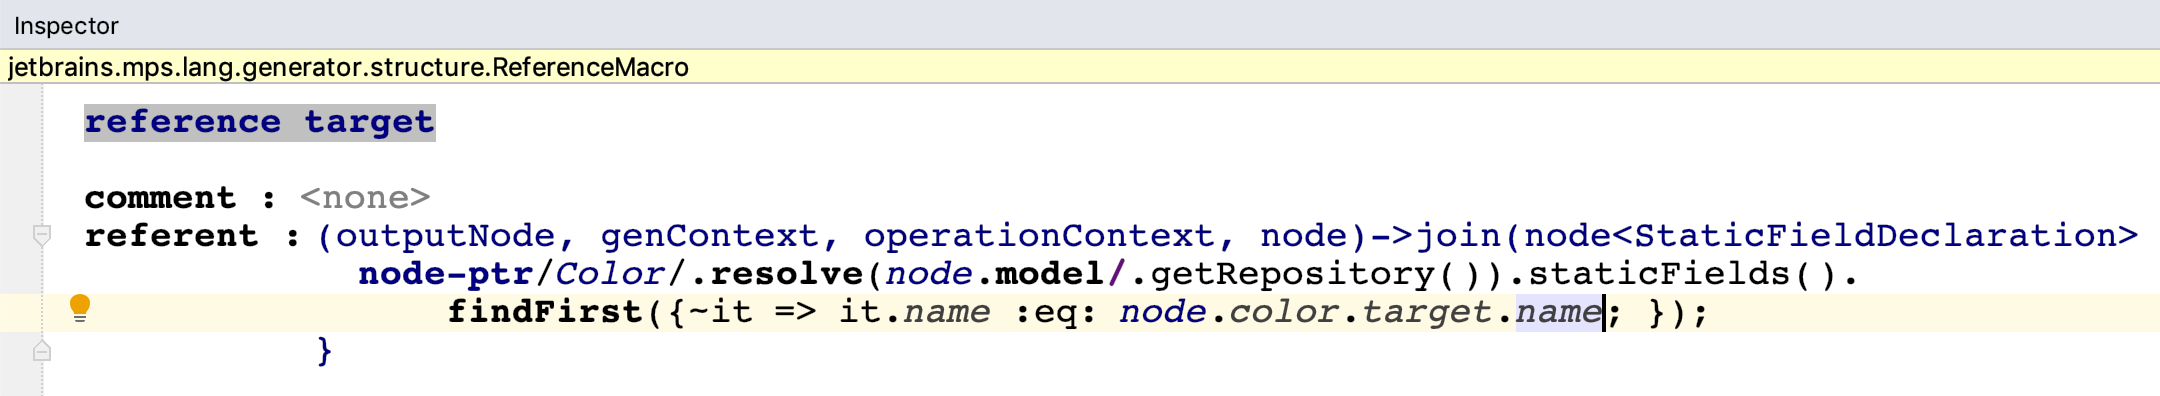 Inspector
jetbrains.mps.lang.generator.structure.ReferenceMacro
reference target
comment : <none>
referent : (outputNode, genContext, operationContext, node)->join(node<StaticFieldDeclaration>
node-ptr/Color/.resolve(node.model/.getRepository()).staticFields().
findFirst({~it => it.name :eq: node.color.target.name; });
}